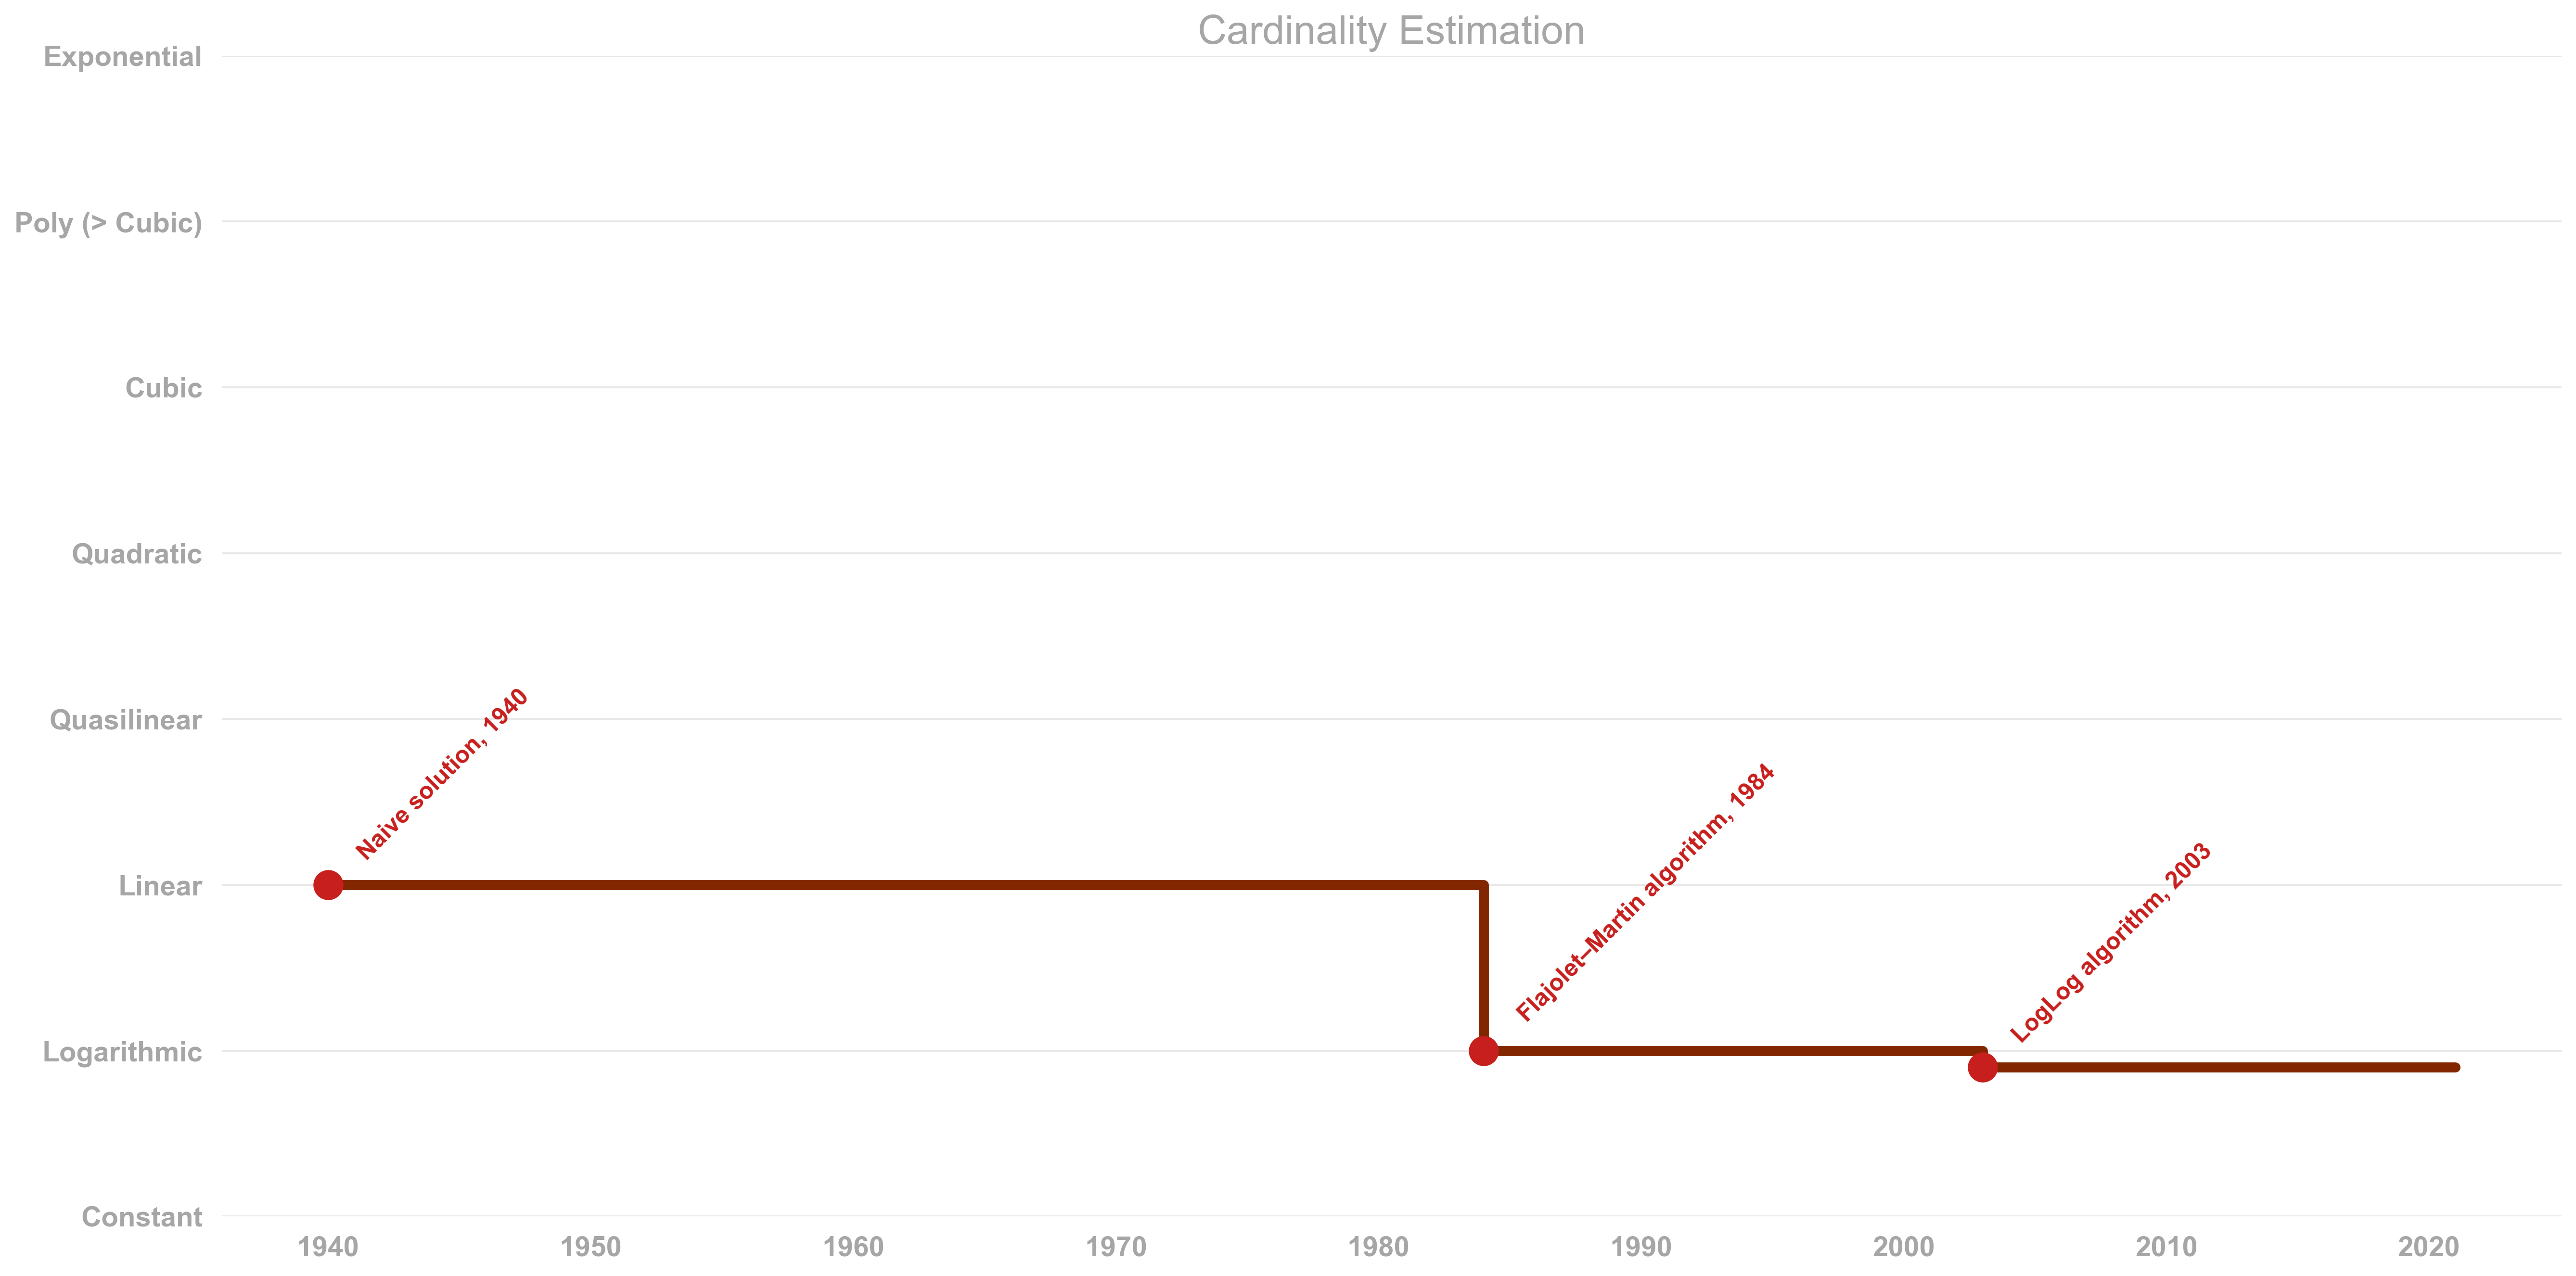 Cardinality Estimation
Exponential
Poly (> Cubic)
Cubic
Quadratic
Quasilinear
Linear
Logarithmic
Constant
Naive solution, 1940
Flajolet–Martin algorithm, 1984
LogLog algorithm, 2003
1940
1950
1960
1970
1980
1990
2000
2010
2020